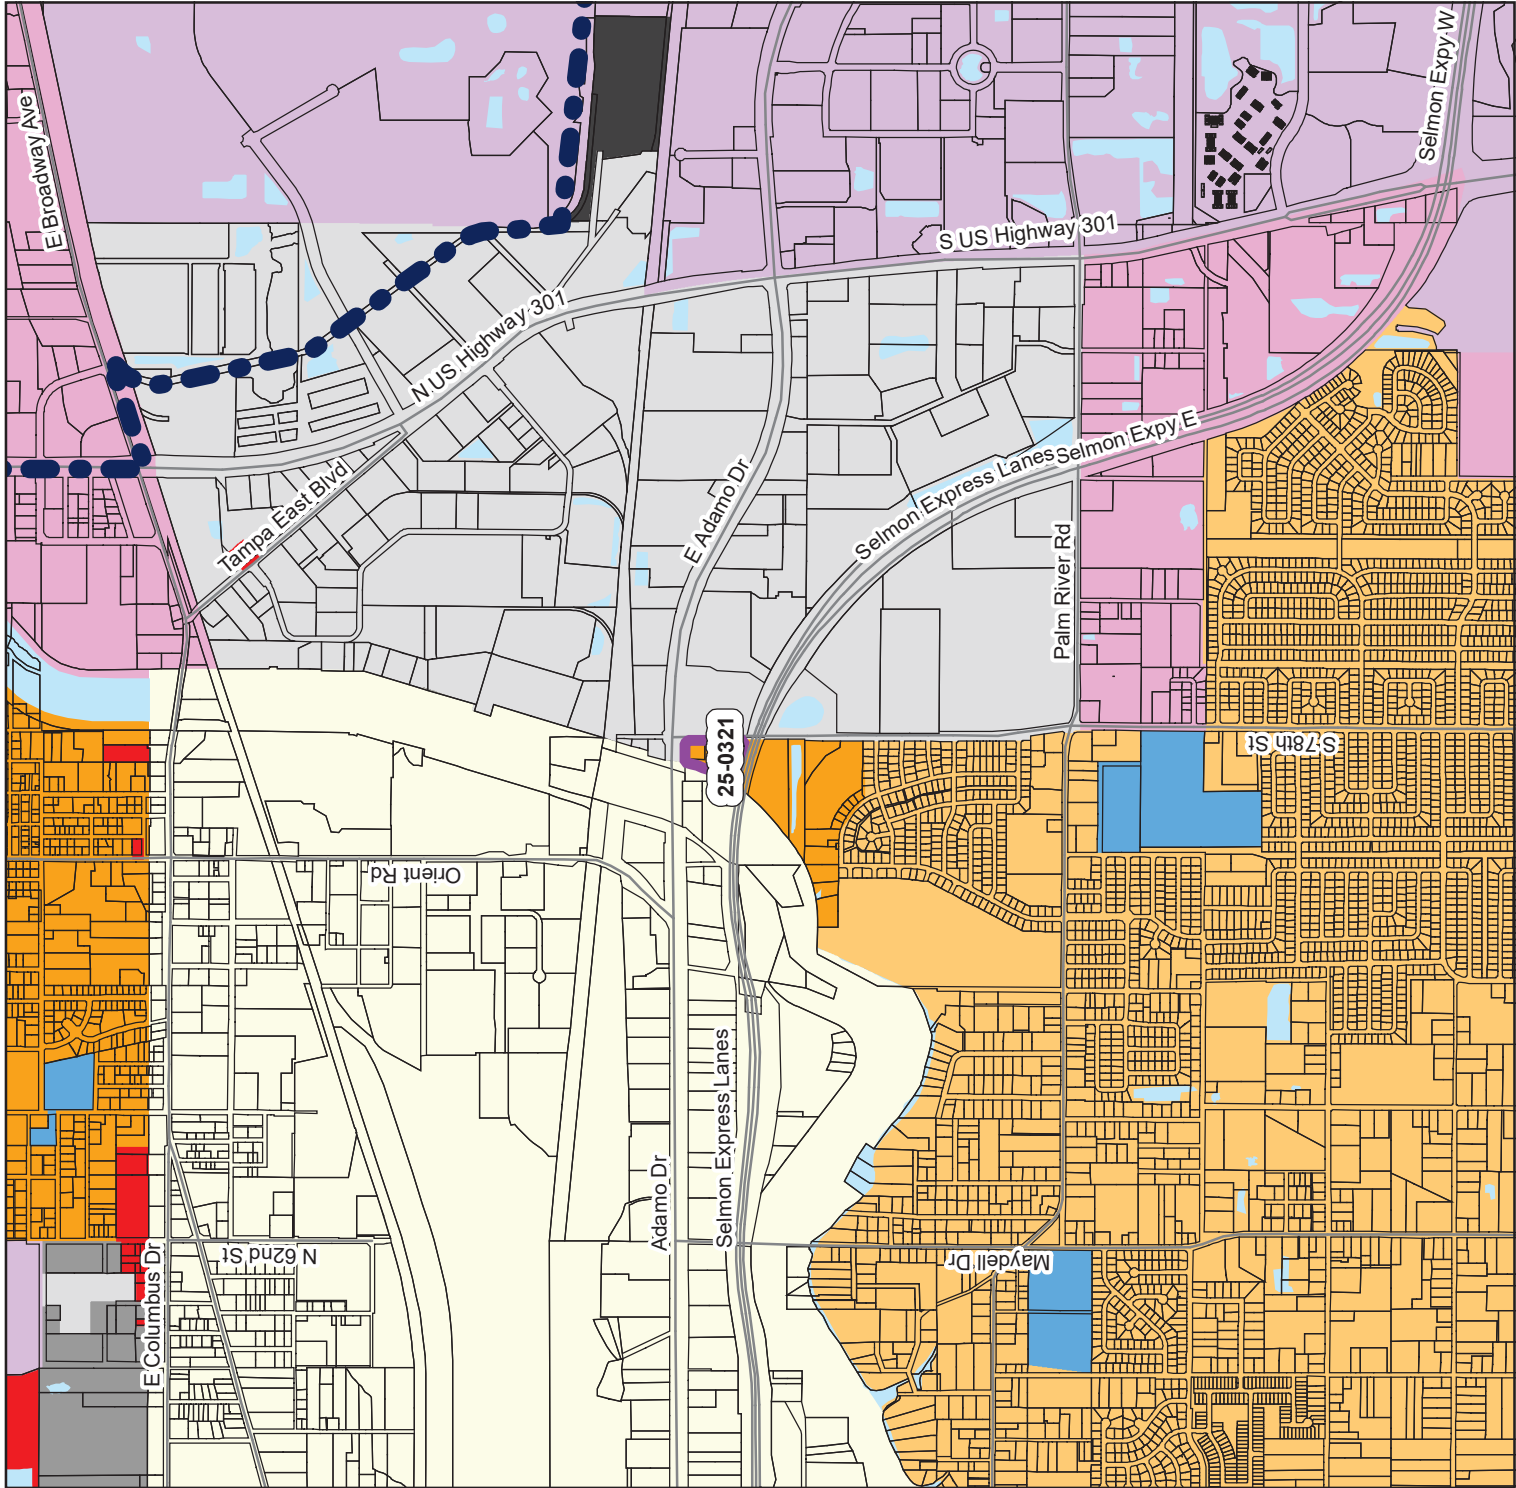 E Broadway Ave
Selmon Expy W
S US Highway 301
N US Highway 301
Selmon Expy E
Selmon Express Lanes
E Adamo Dr
Tampa East Blvd
Palm River Rd
25-0321
S 78th St
Orient Rd
Selmon Express Lanes
Adamo Dr
E Columbus Dr
N 62nd St
Maydell Dr